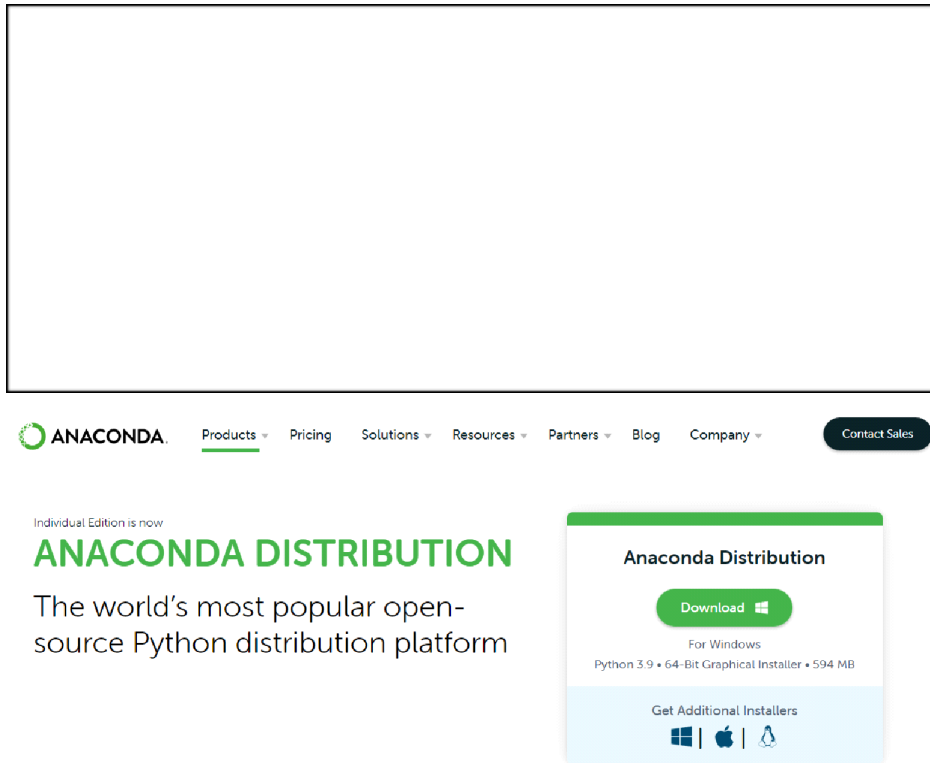 ANACONDA. Products Pricing Solutions Resources Partners Blog Company Contact Sales
Individual Edition is now
ANACONDA DISTRIBUTION
The world's most popular open-
source Python distribution platform
Anaconda Distribution
Download
For Windows
Python 3.9 • 64-Bit Graphical Installer • 594 MB
Get Additional Installers
| |